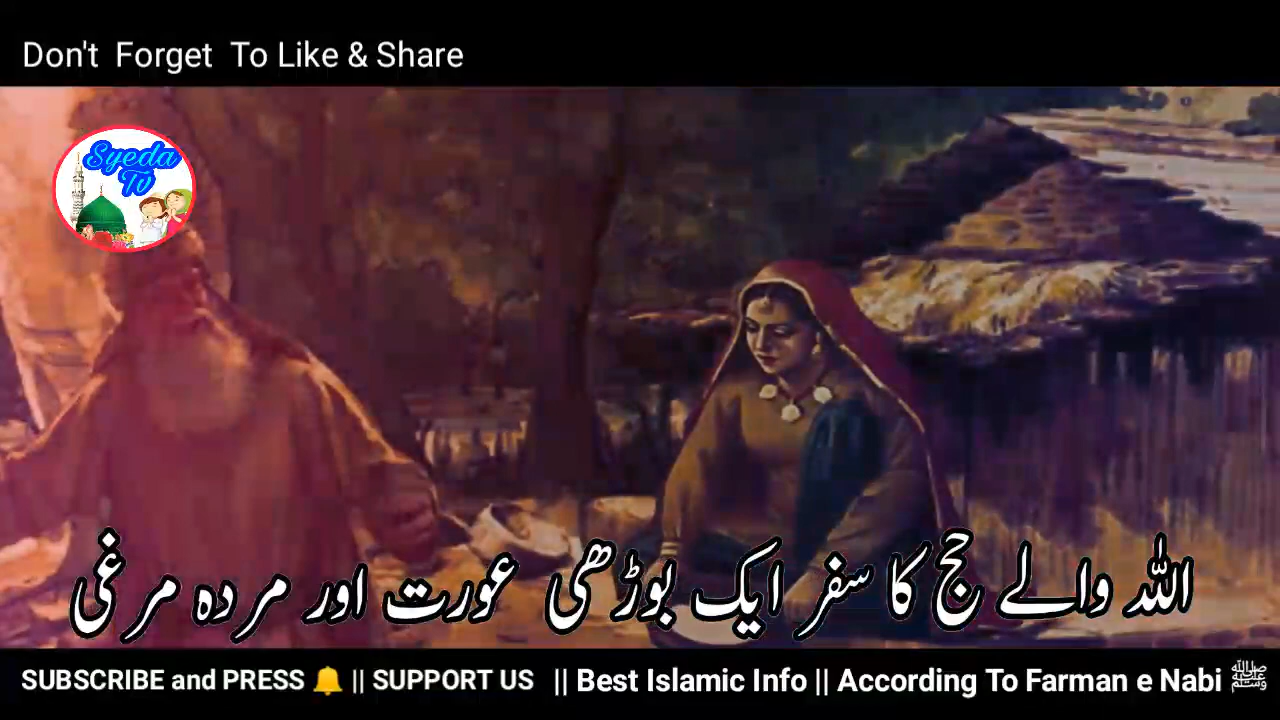 Don't Forget To Like & Share
Syeda
Tv
اللہ والے حج کا سفر ایک بوڑھی عورت اور مردہ مرغی
SUBSCRIBE and PRESS 🔔 || SUPPORT US || Best Islamic Info || According To Farman e Nabi ﷺ